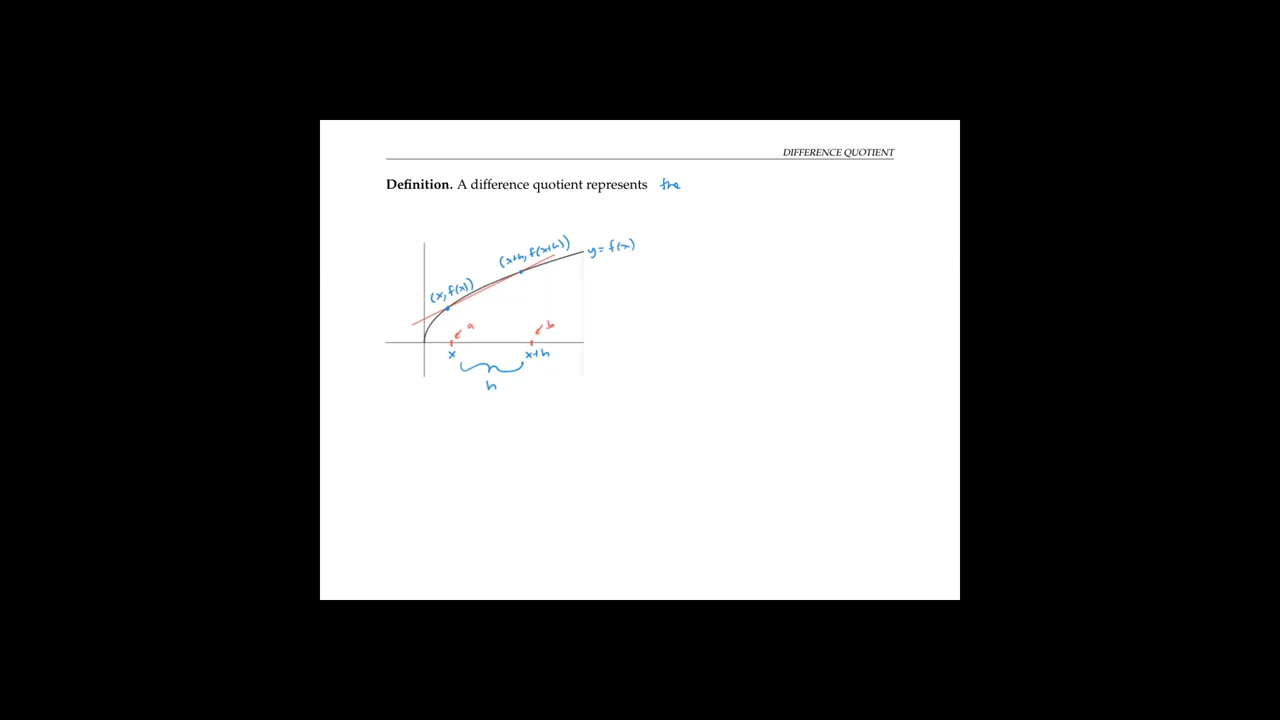 DIFFERENCE QUOTIENT
Definition. A difference quotient represents the
(x+h, f(x+h))
y = f(x)
(x, f(x))
a
b
x
x+h
h